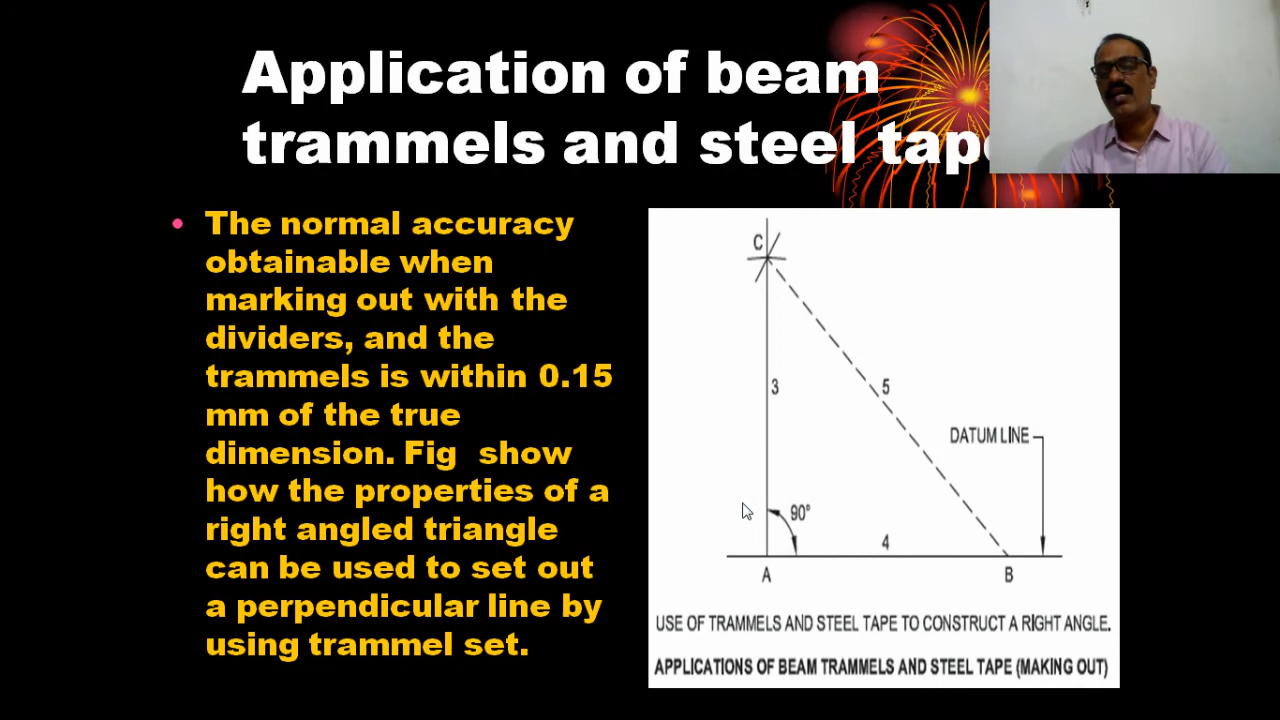 Application of beam
trammels and steel tape
• The normal accuracy
obtainable when
marking out with the
dividers, and the
trammels is within 0.15
mm of the true
dimension. Fig show
how the properties of a
right angled triangle
can be used to set out
a perpendicular line by
using trammel set.
C
3
5
DATUM LINE
90°
4
A
B
USE OF TRAMMELS AND STEEL TAPE TO CONSTRUCT A RIGHT ANGLE.
APPLICATIONS OF BEAM TRAMMELS AND STEEL TAPE (MAKING OUT)